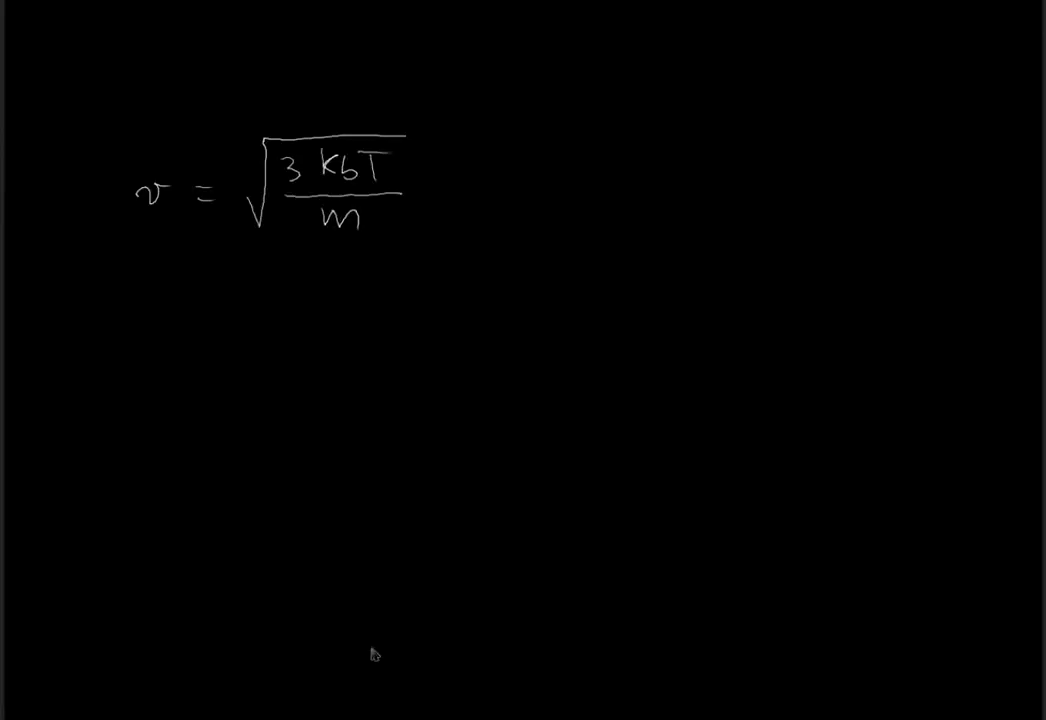 v = √(3 kbT / m)